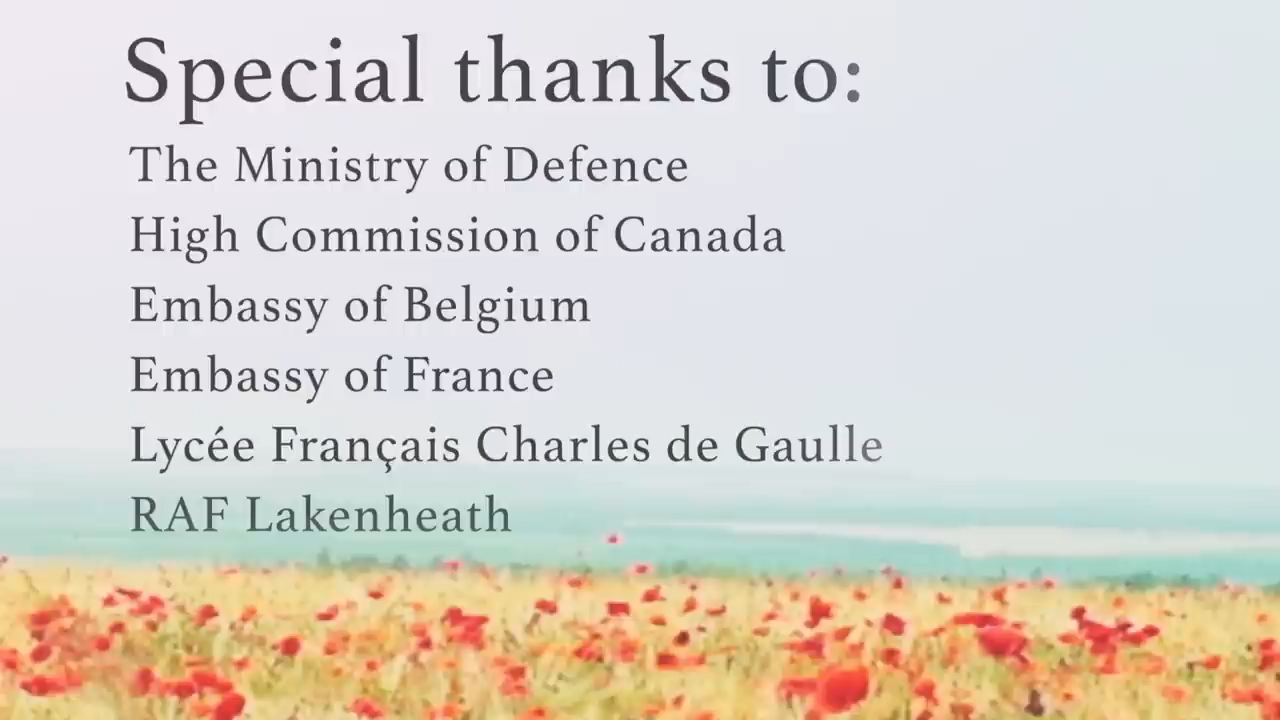 Special thanks to:
The Ministry of Defence
High Commission of Canada
Embassy of Belgium
Embassy of France
Lycée Français Charles de Gaulle
RAF Lakenheath